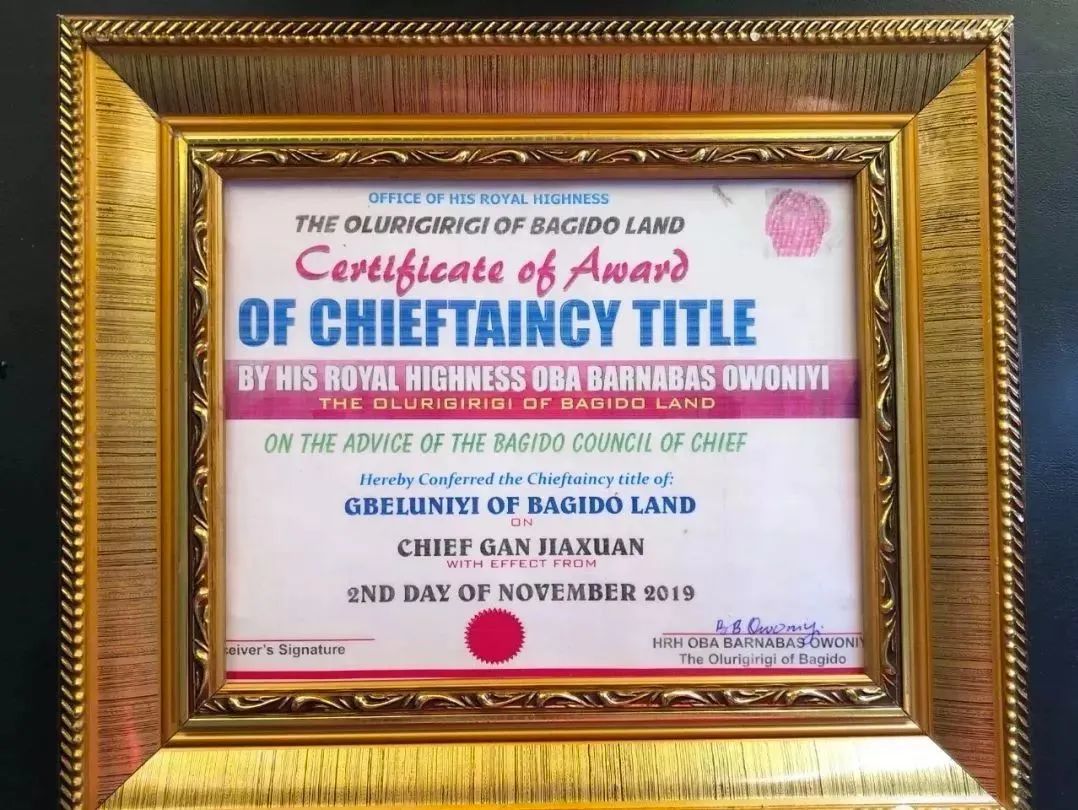 OFFICE OF HIS ROYAL HIGHNESS
THE OLURIGIRIGI OF BAGIDO LAND
Certificate of Award
OF CHIEFTAINCY TITLE
BY HIS ROYAL HIGHNESS OBA BARNABAS OWONIYI
THE OLURIGIRIGI OF BAGIDO LAND
ON THE ADVICE OF THE BAGIDO COUNCIL OF CHIEF
Hereby Conferred the Chieftaincy title of:
GBELUNIYI OF BAGIDO LAND
ON
CHIEF GAN JIAXUAN
WITH EFFECT FROM
2ND DAY OF NOVEMBER 2019
eiver's Signature
HRH OBA BARNABAS OWONIY
The Olurigirigi of Bagido